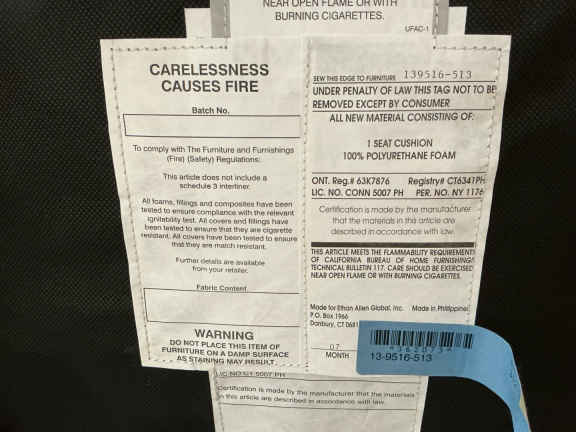 NEAR OPEN FLAME OR WITH
BURNING CIGARETTES.
UFAC-1
CARELESSNESS
CAUSES FIRE
Batch No.
To comply with The Furniture and Furnishings
(Fire) (Safety) Regulations:
This article does not include a
schedule 3 interliner.
All foams, fillings and composites have been
tested to ensure compliance with the relevant
ignitability test. All covers end fillings have
been tested to ensure that they are cigarette
resistant. All covers have been tested to ensure
that they are match resistant.
Further details are available
from your retailer.
Fabric Content
WARNING
DO NOT PLACE THIS ITEM OF
FURNITURE ON A DAMP SURFACE
AS STAINING MAY RESULT
SEW THIS EDGE TO FURNITURE 139516-513
UNDER PENALTY OF LAW THIS TAG NOT TO BE
REMOVED EXCEPT BY CONSUMER
ALL NEW MATERIAL CONSISTING OF:
1 SEAT CUSHION
100% POLYURETHANE FOAM
ONT. Reg.# 63K7876 Registry# CT6341PH
LIC. NO. CONN 5007 PH PER. NO. NY 1176
Certification is made by the manufacturer
that the materials in this article are
described in accordance with law.
THIS ARTICLE MEETS THE FLAMMABILITY REQUIREMENTS
OF CALIFORNIA BUREAU OF HOME FURNISHINGS
TECHNICAL BULLETIN 117. CARE SHOULD BE EXERCISED
NEAR OPEN FLAME OR WITH BURNING CIGARETTES.
Made for Ethan Allen Global, Inc. Made in Philippines
P.O. Box 1966
Danbury, CT 0681
07
MONTH
13-9516-513
LIC NO CT 5007 PH
Certification is made by the manufacturer that the materials
in this article are described in accordance with law.